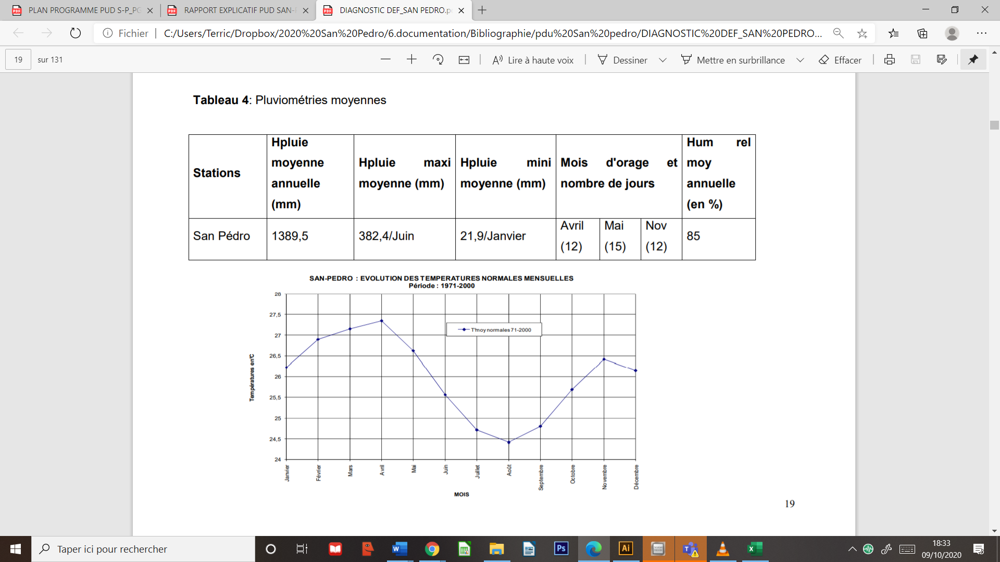 PLAN PROGRAMME PUD S-P_PG
RAPPORT EXPLICATIF PUD SAN-
DIAGNOSTIC DEF_SAN PEDRO.p
Fichier
C:/Users/Terric/Dropbox/2020%20San%20Pedro/6.documentation/Bibliographie/pdu%20San%20pedro/DIAGNOSTIC%20DEF_SAN%20PEDRO...
19 sur 131
Lire à haute voix
Dessiner
Mettre en surbrillance
Effacer
Tableau 4: Pluviométries moyennes
Stations
Hpluie
moyenne
annuelle
(mm)
Hpluie maxi
moyenne (mm)
Hpluie mini
moyenne (mm)
Mois d'orage et
nombre de jours
Hum rel
moy
annuelle
(en %)
San Pédro
1389,5
382,4/Juin
21,9/Janvier
Avril
(12)
Mai
(15)
Nov
(12)
85
SAN-PEDRO : EVOLUTION DES TEMPERATURES NORMALES MENSUELLES
Période : 1971-2000
28
27,5
27
26,5
26
25,5
25
24,5
24
Températures en°C
T°moy normales 71-2000
Janvier
Février
Mars
Avril
Mai
Juin
Juillet
Août
Septembre
Octobre
Novembre
Décembre
MOIS
19
Taper ici pour rechercher
W
Ps
Ai
T
X
18:33
09/10/2020